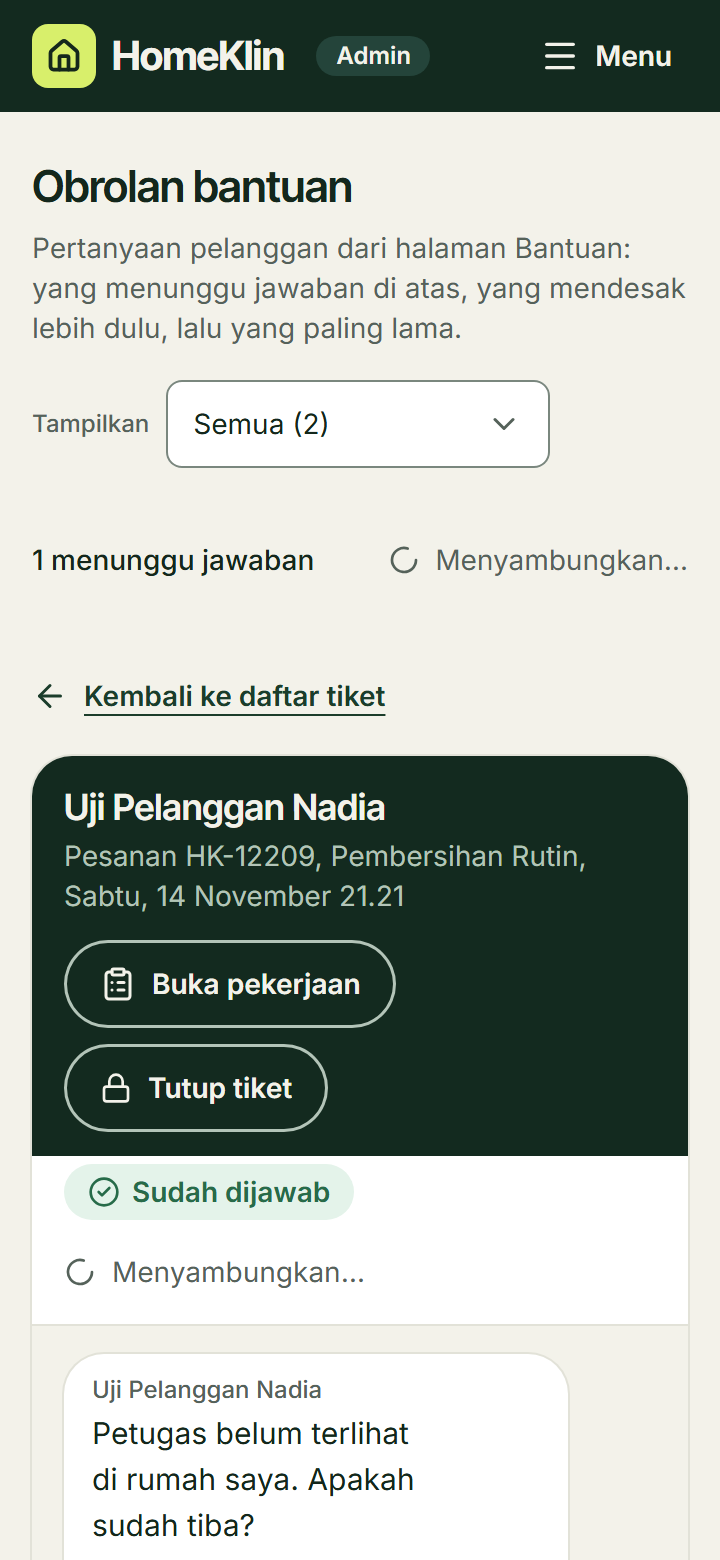 HomeKlin
Admin
Menu
Obrolan bantuan
Pertanyaan pelanggan dari halaman Bantuan:
yang menunggu jawaban di atas, yang mendesak
lebih dulu, lalu yang paling lama.
Tampilkan
Semua (2)
1 menunggu jawaban
Menyambungkan...
Kembali ke daftar tiket
Uji Pelanggan Nadia
Pesanan HK-12209, Pembersihan Rutin,
Sabtu, 14 November 21.21
Buka pekerjaan
Tutup tiket
Sudah dijawab
Menyambungkan...
Uji Pelanggan Nadia
Petugas belum terlihat
di rumah saya. Apakah
sudah tiba?